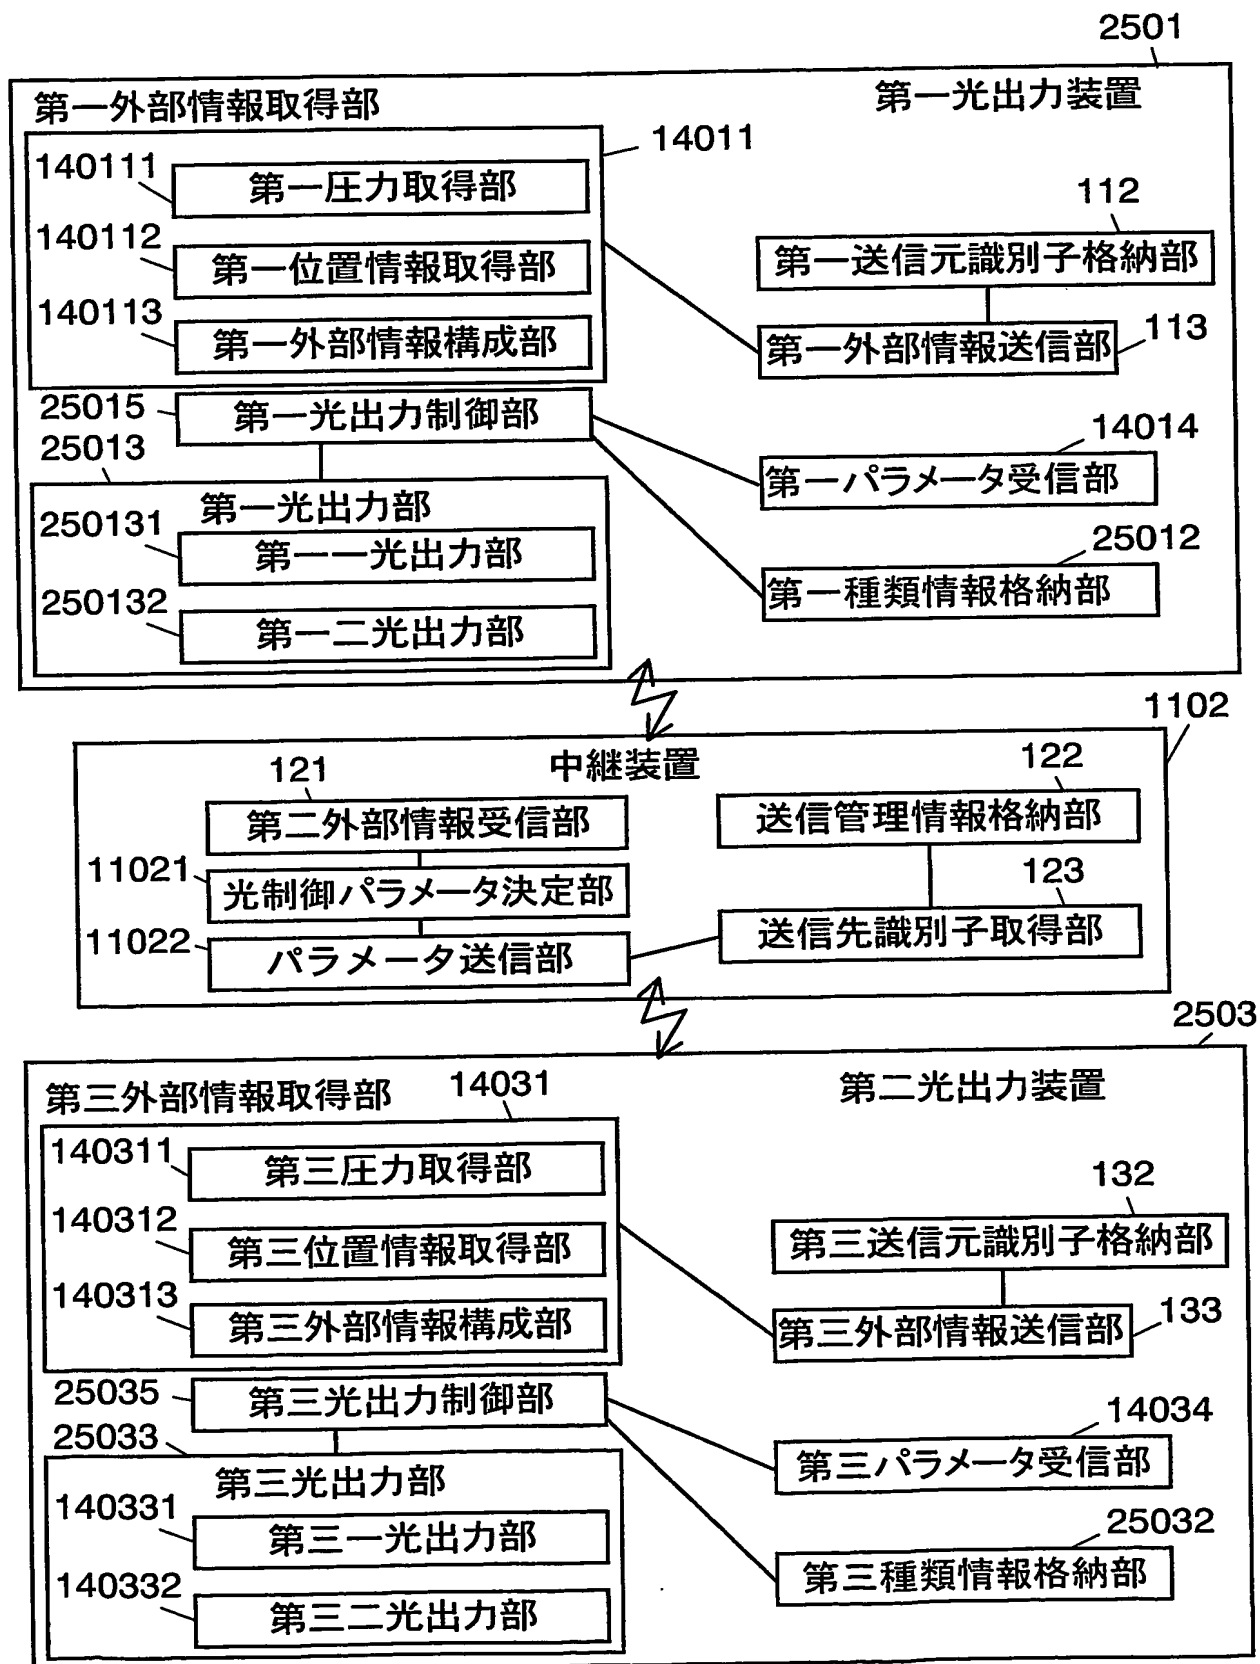 2501
第一外部情報取得部
第一光出力装置
14011
140111
第一圧力取得部
112
140112
第一位置情報取得部
第一送信元識別子格納部
140113
第一外部情報構成部
第一外部情報送信部
113
25015
第一光出力制御部
14014
25013
第一パラメータ受信部
第一光出力部
250131
第一一光出力部
25012
第一種類情報格納部
250132
第一二光出力部
1102
中継装置
121
122
第二外部情報受信部
送信管理情報格納部
11021
光制御パラメータ決定部
123
11022
パラメータ送信部
送信先識別子取得部
2503
第三外部情報取得部
14031
第二光出力装置
140311
第三圧力取得部
132
140312
第三位置情報取得部
第三送信元識別子格納部
140313
第三外部情報構成部
第三外部情報送信部
133
25035
第三光出力制御部
14034
25033
第三パラメータ受信部
第三光出力部
140331
第三一光出力部
25032
第三種類情報格納部
140332
第三二光出力部